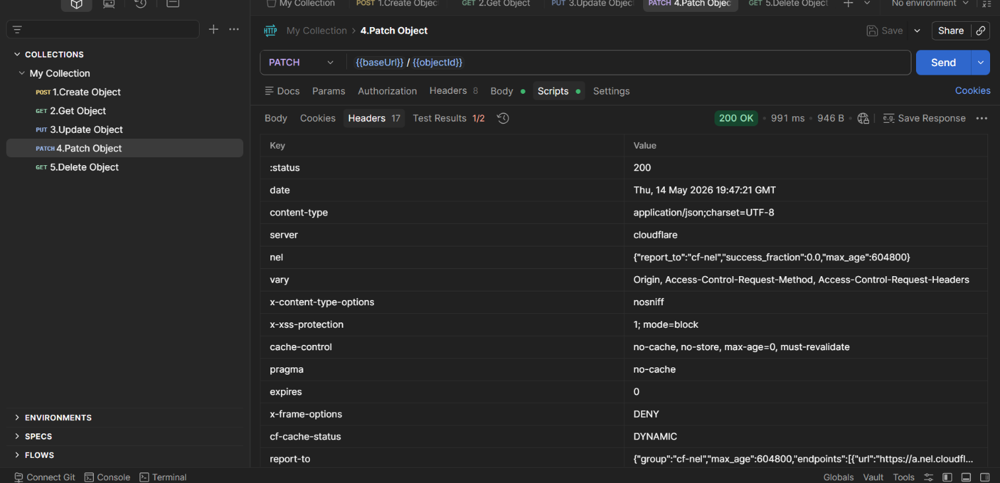 My Collection
POST 1.Create Objec
GET 2.Get Object
PUT 3.Update Objec
PATCH 4.Patch Objec
GET 5.Delete Object
No environment
COLLECTIONS
My Collection
POST 1.Create Object
GET 2.Get Object
PUT 3.Update Object
PATCH 4.Patch Object
GET 5.Delete Object
ENVIRONMENTS
SPECS
FLOWS
HTTP My Collection > 4.Patch Object
Save
Share
PATCH {{baseUrl}} / {{objectId}}
Send
Docs Params Authorization Headers 8 Body Scripts Settings
Cookies
Body Cookies Headers 17 Test Results 1/2
200 OK • 991 ms • 946 B • e.g. Save Response
Key Value
:status 200
date Thu, 14 May 2026 19:47:21 GMT
content-type application/json;charset=UTF-8
server cloudflare
nel {"report_to":"cf-nel","success_fraction":0.0,"max_age":604800}
vary Origin, Access-Control-Request-Method, Access-Control-Request-Headers
x-content-type-options nosniff
x-xss-protection 1; mode=block
cache-control no-cache, no-store, max-age=0, must-revalidate
pragma no-cache
expires 0
x-frame-options DENY
cf-cache-status DYNAMIC
report-to {"group":"cf-nel","max_age":604800,"endpoints":[{"url":"https://a.nel.cloudfl...
Connect Git Console Terminal
Globals Vault Tools